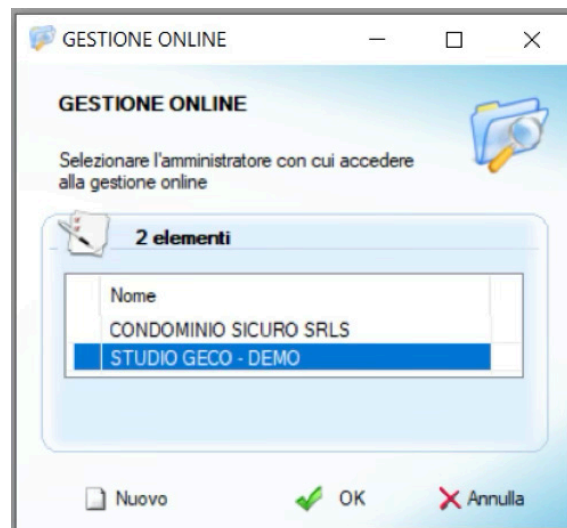 GESTIONE ONLINE
GESTIONE ONLINE
Selezionare l'amministratore con cui accedere
alla gestione online
2 elementi
Nome
CONDOMINIO SICURO SRLS
STUDIO GECO - DEMO
Nuovo OK Annulla